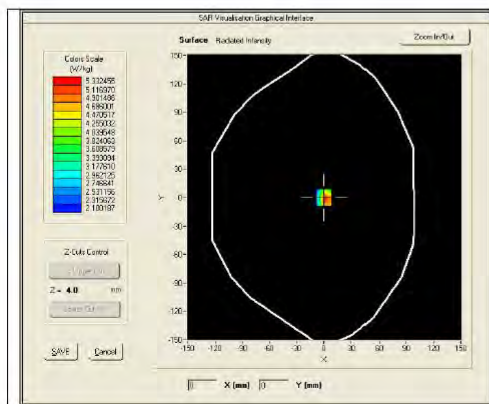 SAR Visualisation Graphical Interface
Surface Radiated Intensity
Zoom In/Out
Colors Scale
(W/kg)
5.332455
5.116970
4.901486
4.686001
4.470517
4.255032
4.039548
3.824063
3.608579
3.393094
3.177610
2.962125
2.746641
2.531156
2.315672
2.100187
150
120
90
60
30
0
-30
-60
-90
-120
-150
Y
-150 -120 -90 -60 -30 0 30 60 90 120 150
X
Z-Cuts Control
Z = 4.0 mm
SAVE
Cancel
0 X (mm) 0 Y (mm)